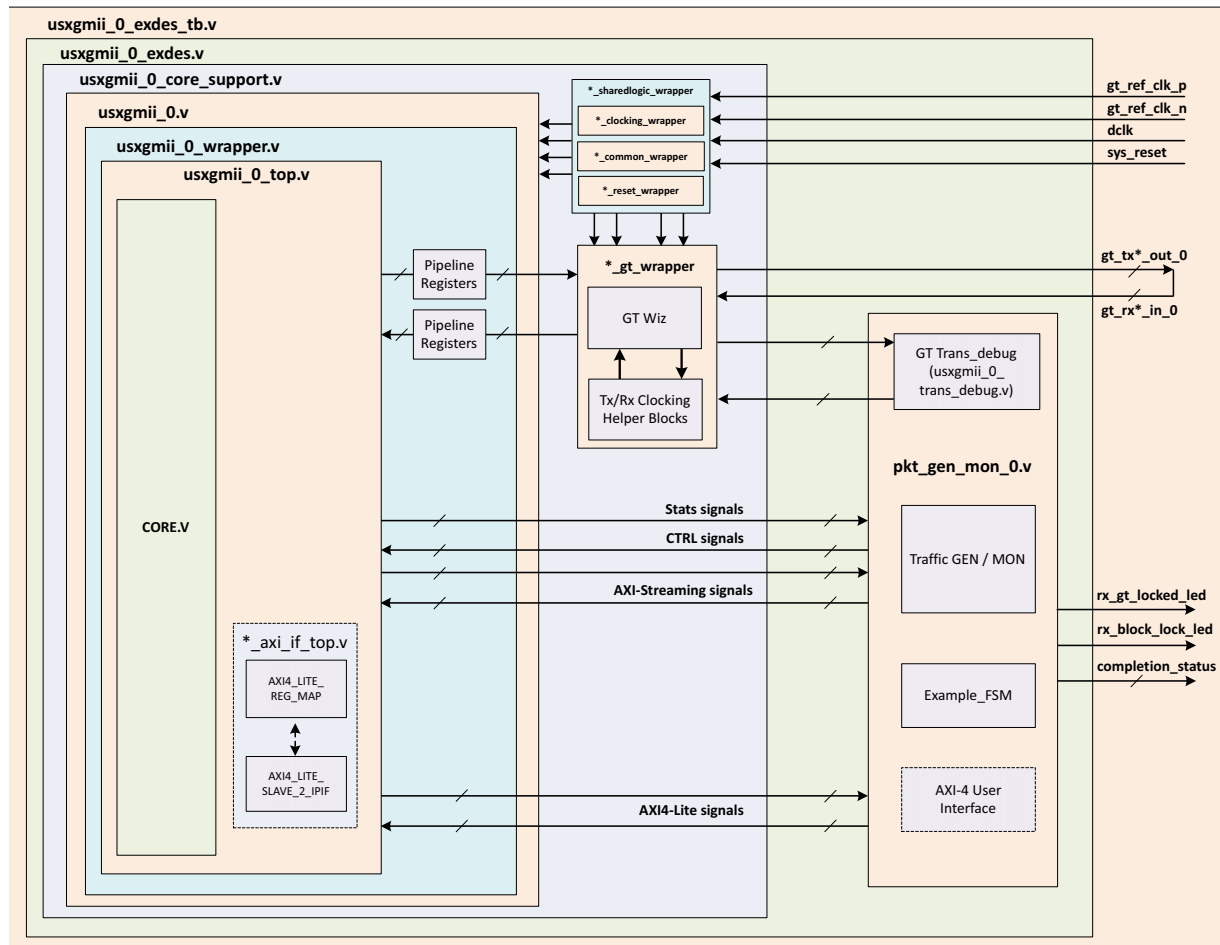 usxgmii_0_exdes_tb.v
usxgmii_0_exdes.v
usxgmii_0_core_support.v
usxgmii_0.v
usxgmii_0_wrapper.v
usxgmii_0_top.v
CORE.V
*_axi_if_top.v
AXI4_LITE_
REG_MAP
AXI4_LITE_
SLAVE_2_IPIF
Pipeline
Registers
Pipeline
Registers
*_sharedlogic_wrapper
*_clocking_wrapper
*_common_wrapper
*_reset_wrapper
*_gt_wrapper
GT Wiz
Tx/Rx Clocking
Helper Blocks
Stats signals
CTRL signals
AXI-Streaming signals
AXI4-Lite signals
GT Trans_debug
(usxgmii_0_
trans_debug.v)
pkt_gen_mon_0.v
Traffic GEN / MON
Example_FSM
AXI-4 User
Interface
gt_ref_clk_p
gt_ref_clk_n
dclk
sys_reset
gt_tx*_out_0
gt_rx*_in_0
rx_gt_locked_led
rx_block_lock_led
completion_status